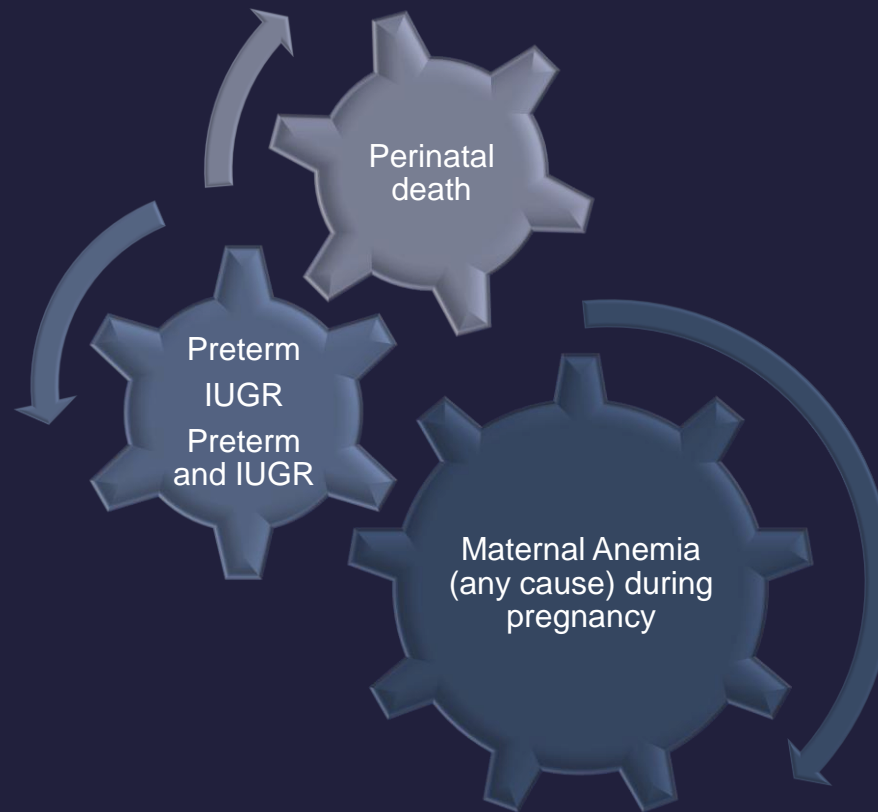 Perinatal
death
Preterm
IUGR
Preterm
and IUGR
Maternal Anemia
(any cause) during
pregnancy